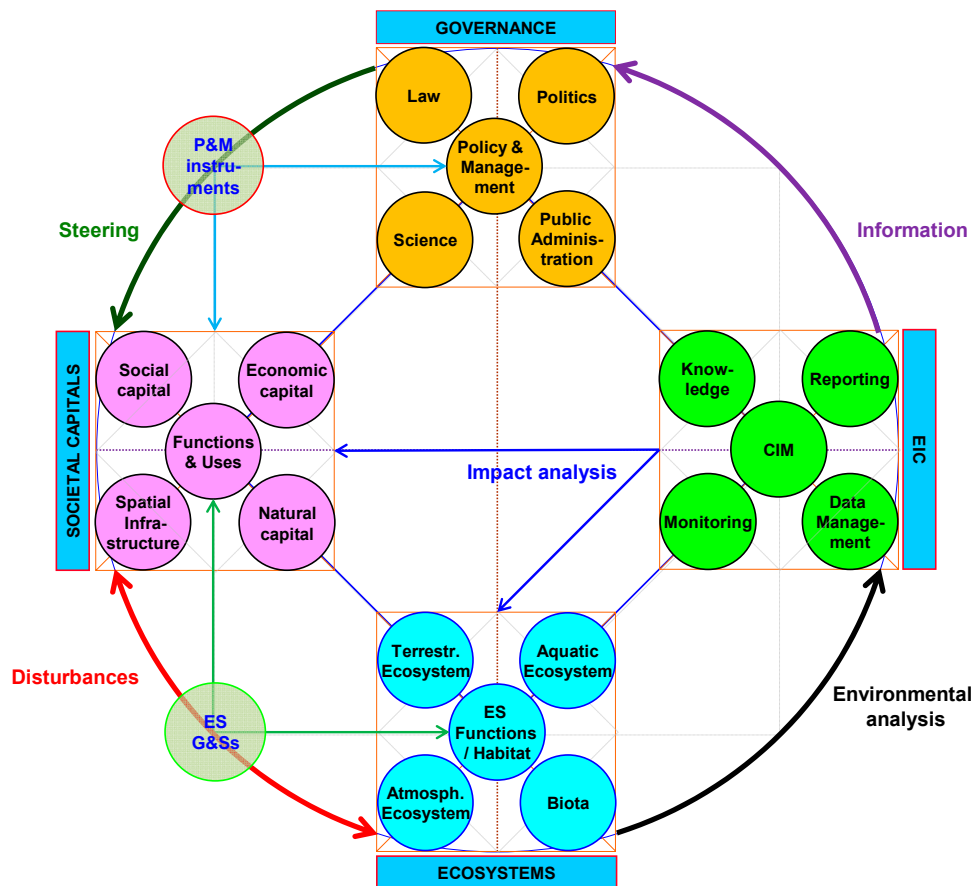 GOVERNANCE
Law
Politics
P&M
instru-
ments
Policy &
Manage-
ment
Steering
Science
Public
Adminis-
tration
Information
SOCIETAL CAPITALS
Social
capital
Economic
capital
Functions
& Uses
Spatial
Infra-
structure
Natural
capital
Impact analysis
Know-
ledge
Reporting
CIM
Monitoring
Data
Manage-
ment
EIC
Disturbances
ES
G&Ss
Terrestr.
Ecosystem
Aquatic
Ecosystem
ES
Functions
/ Habitat
Atmosph.
Ecosystem
Biota
Environmental
analysis
ECOSYSTEMS